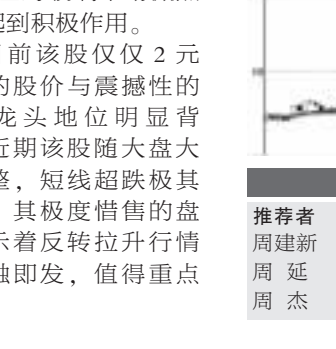 起到积极作用。
前该股仅仅 2 元
的股价与震撼性的
龙头地位明显背
近期该股随大盘大
整，短线超跌极其
其极度惜售的盘
示着反转拉升行情
触即发，值得重点
推荐者
周建新
周 延
周 杰